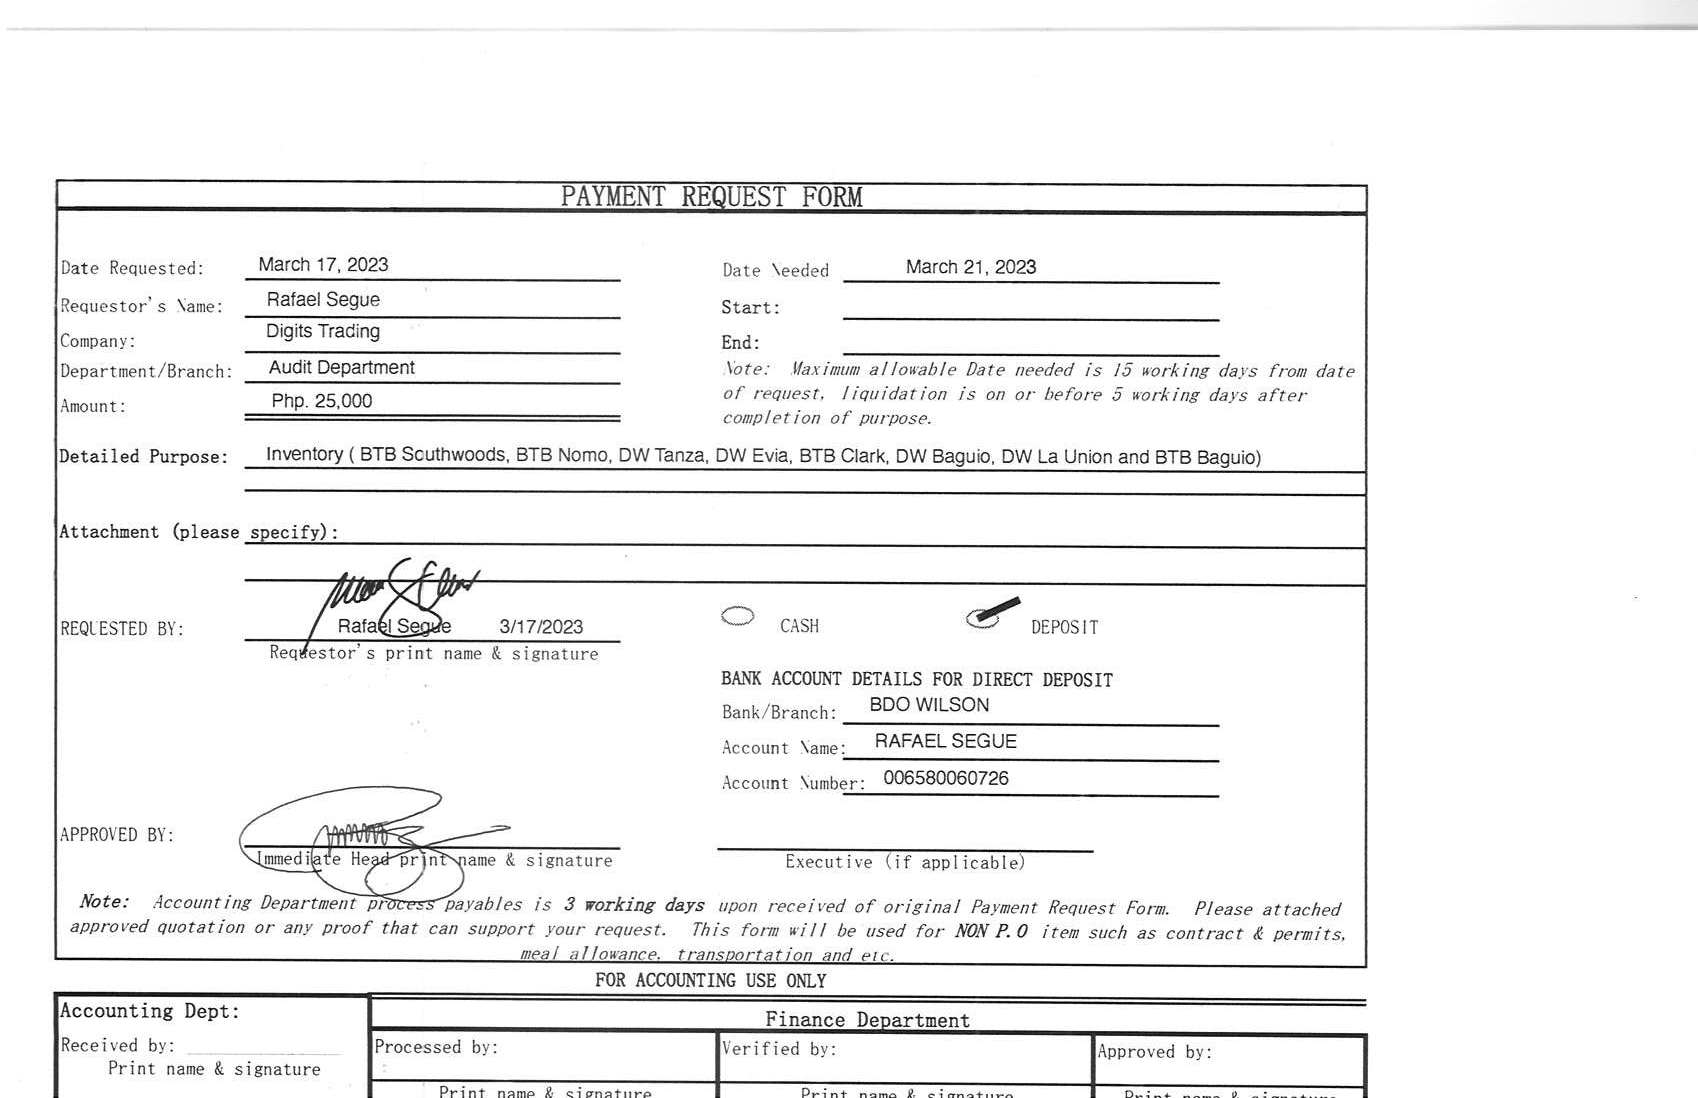 PAYMENT REQUEST FORM
Date Requested: March 17, 2023
Date Needed March 21, 2023
Requestor's Name: Rafael Segue
Start:
Company: Digits Trading
End:
Department/Branch: Audit Department
Note: Maximum allowable Date needed is 15 working days from date
of request, liquidation is on or before 5 working days after
completion of purpose.
Amount: Php. 25,000
Detailed Purpose: Inventory ( BTB Scuthwoods, BTB Nomo, DW Tanza, DW Evia, BTB Clark, DW Baguio, DW La Union and BTB Baguio)
Attachment (please specify):
REQUESTED BY: Rafael Segue 3/17/2023
Requestor's print name & signature
CASH DEPOSIT
BANK ACCOUNT DETAILS FOR DIRECT DEPOSIT
Bank/Branch: BDO WILSON
Account Name: RAFAEL SEGUE
Account Number: 006580060726
APPROVED BY:
Immediate Head print name & signature
Executive (if applicable)
Note: Accounting Department process payables is 3 working days upon received of original Payment Request Form. Please attached
approved quotation or any proof that can support your request. This form will be used for NON P.O item such as contract & permits,
meal allowance, transportation and etc.
FOR ACCOUNTING USE ONLY
Accounting Dept:
Finance Department
Received by:
Print name & signature
Processed by:
Verified by:
Approved by:
Print name & signature
Print name & signature
Print name & signature